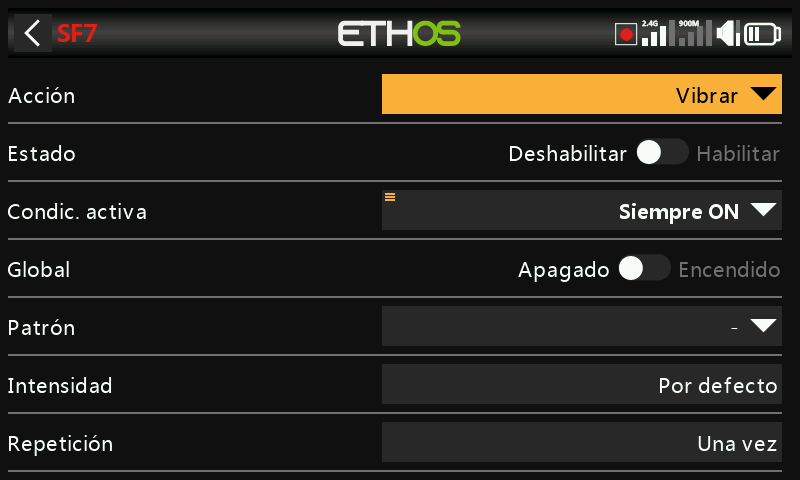 SF7 ETHOS 2.4G 900M
Acción Vibrar
Estado Deshabilitar Habilitar
Condic. activa Siempre ON
Global Apagado Encendido
Patrón -
Intensidad Por defecto
Repetición Una vez